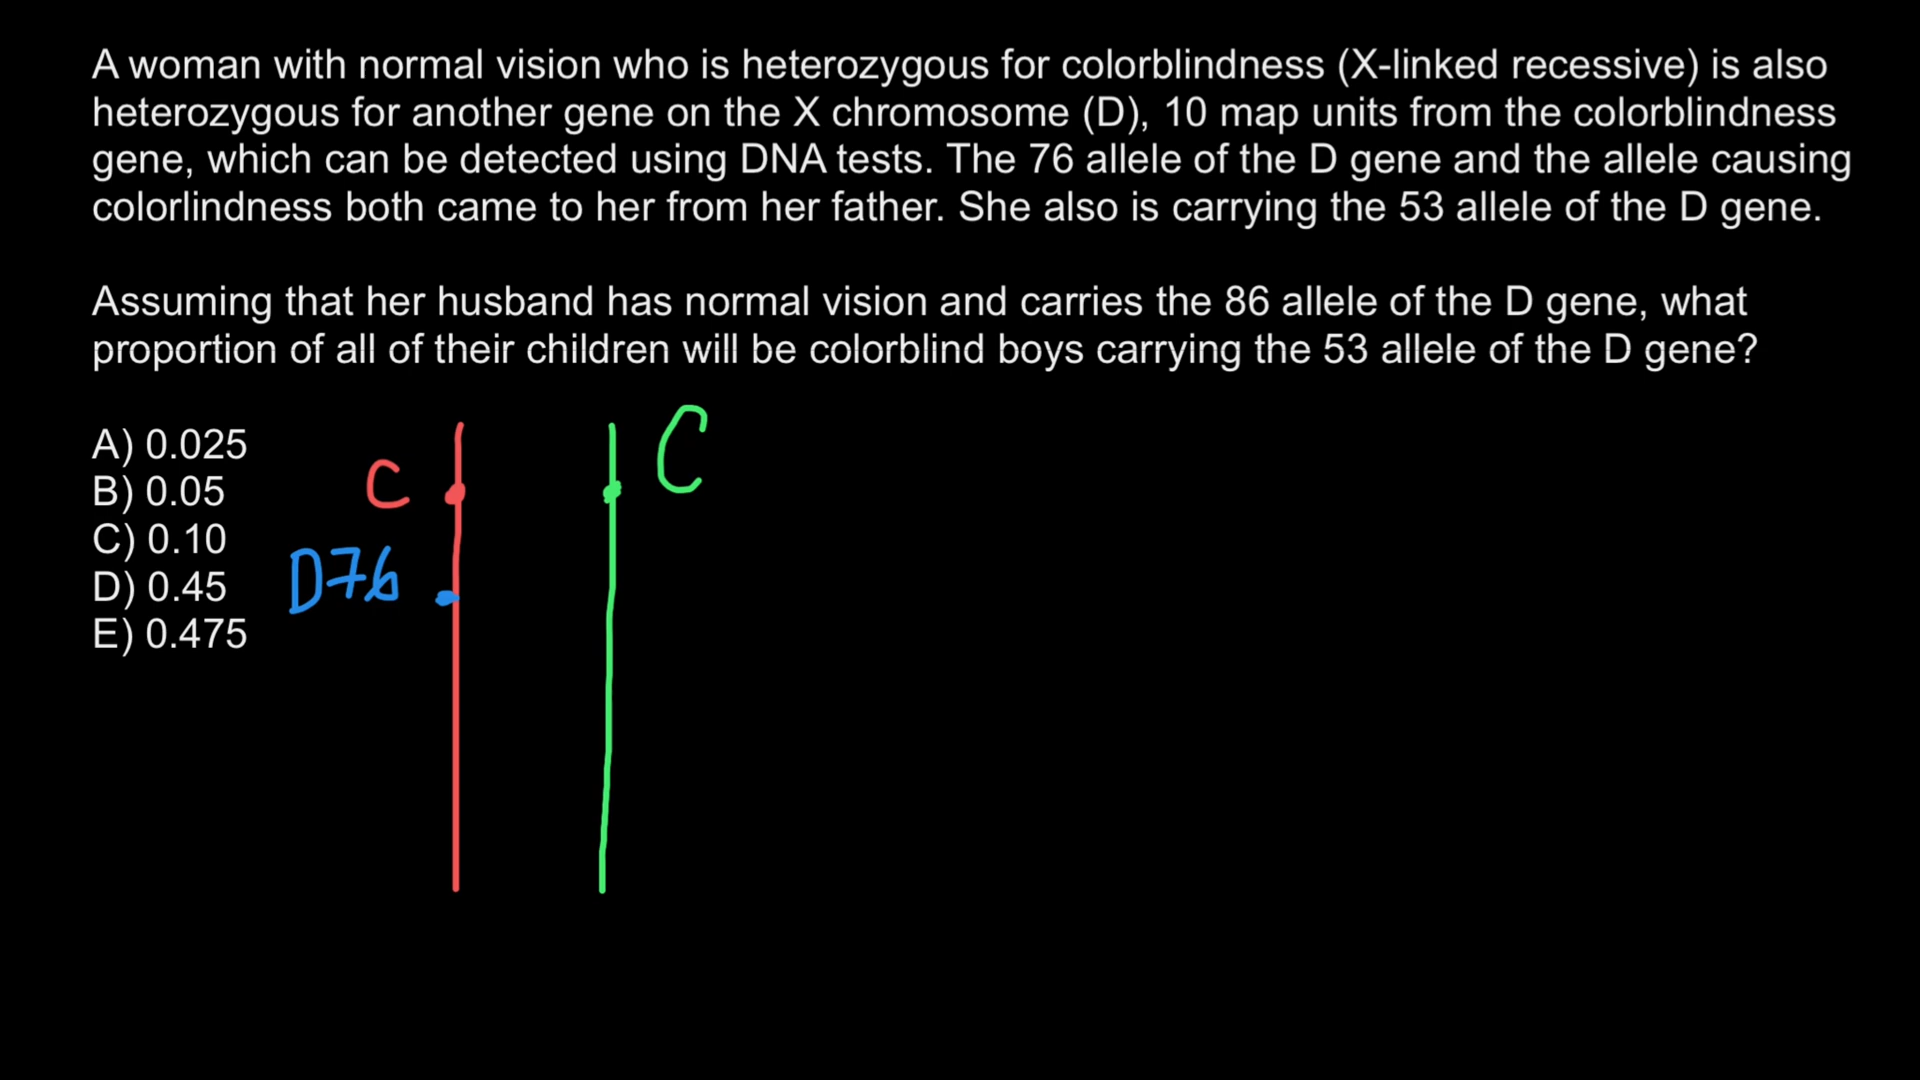 A woman with normal vision who is heterozygous for colorblindness (X-linked recessive) is also
heterozygous for another gene on the X chromosome (D), 10 map units from the colorblindness
gene, which can be detected using DNA tests. The 76 allele of the D gene and the allele causing
colorlindness both came to her from her father. She also is carrying the 53 allele of the D gene.
Assuming that her husband has normal vision and carries the 86 allele of the D gene, what
proportion of all of their children will be colorblind boys carrying the 53 allele of the D gene?
A) 0.025
B) 0.05
C) 0.10
D) 0.45
E) 0.475
c
C
D76